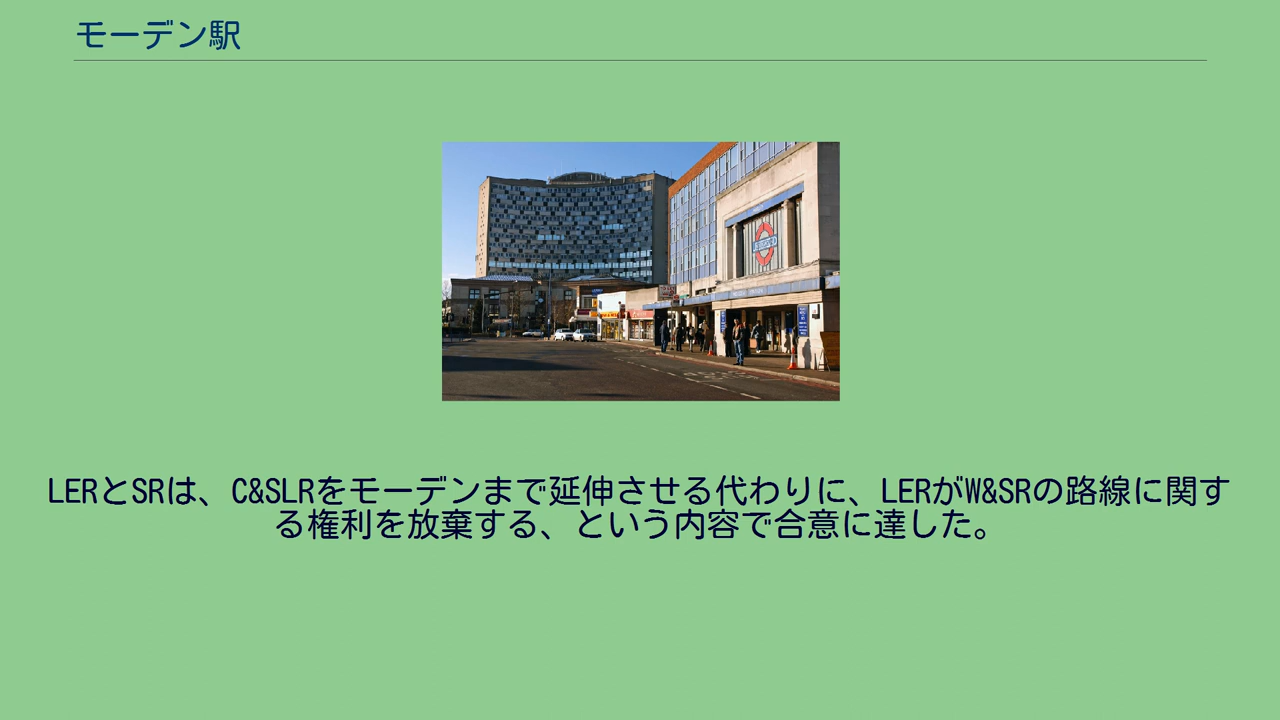 モーデン駅
LERとSRは、C&SLRをモーデンまで延伸させる代わりに、LERがW&SRの路線に関す
る権利を放棄する、という内容で合意に達した。